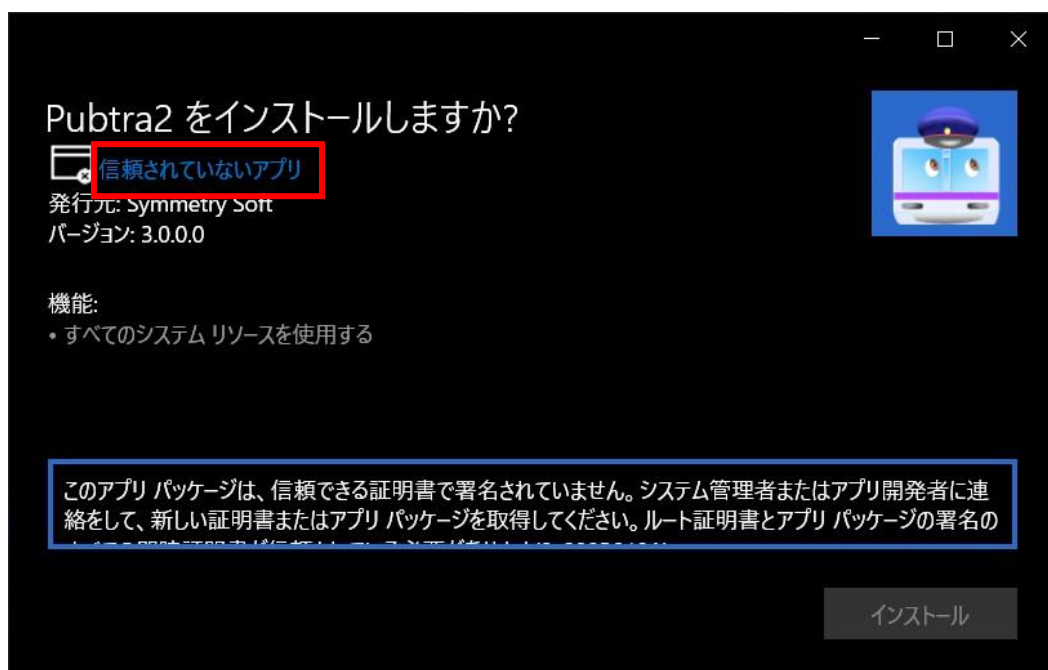 Pubtra2 をインストールしますか?
信頼されていないアプリ
発行元: Symmetry Soft
バージョン: 3.0.0.0
機能:
• すべてのシステム リソースを使用する
このアプリ パッケージは、信頼できる証明書で署名されていません。システム管理者またはアプリ開発者に連
絡をして、新しい証明書またはアプリ パッケージを取得してください。ルート証明書とアプリ パッケージの署名の
インストール